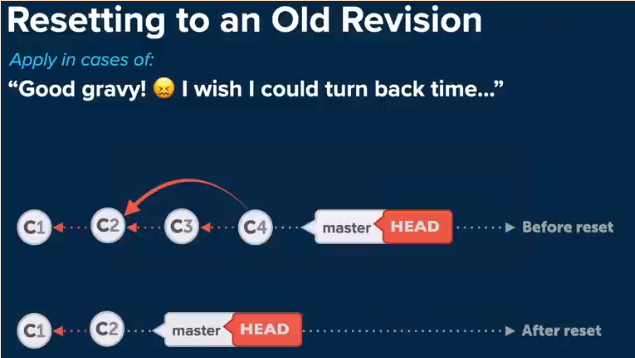 Resetting to an Old Revision
Apply in cases of:
“Good gravy! 😖 I wish I could turn back time...”
C1 C2 C3 C4 master HEAD Before reset
C1 C2 master HEAD After reset